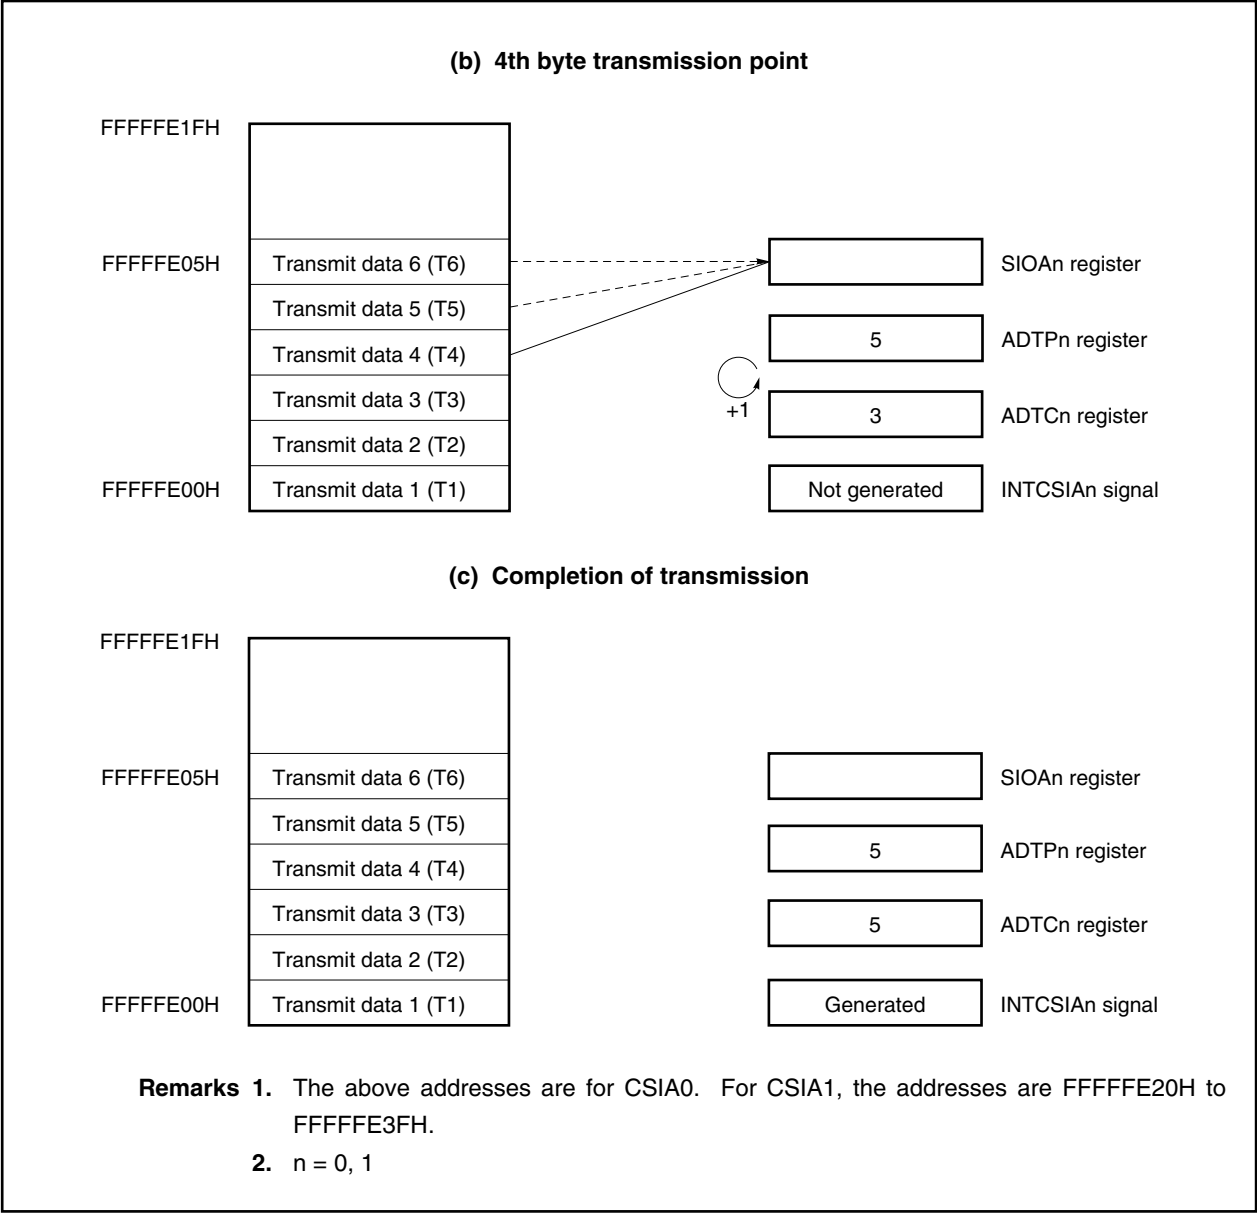 (b) 4th byte transmission point
FFFFFE1FH
FFFFFE05H Transmit data 6 (T6) SIOAn register
Transmit data 5 (T5)
5 ADTPn register
Transmit data 4 (T4)
Transmit data 3 (T3)
+1 3 ADTCn register
Transmit data 2 (T2)
FFFFFE00H Transmit data 1 (T1) Not generated INTCSIAn signal
(c) Completion of transmission
FFFFFE1FH
FFFFFE05H Transmit data 6 (T6) SIOAn register
Transmit data 5 (T5)
5 ADTPn register
Transmit data 4 (T4)
Transmit data 3 (T3)
5 ADTCn register
Transmit data 2 (T2)
FFFFFE00H Transmit data 1 (T1) Generated INTCSIAn signal
Remarks 1. The above addresses are for CSIA0. For CSIA1, the addresses are FFFFFE20H to
FFFFFE3FH.
2. n = 0, 1